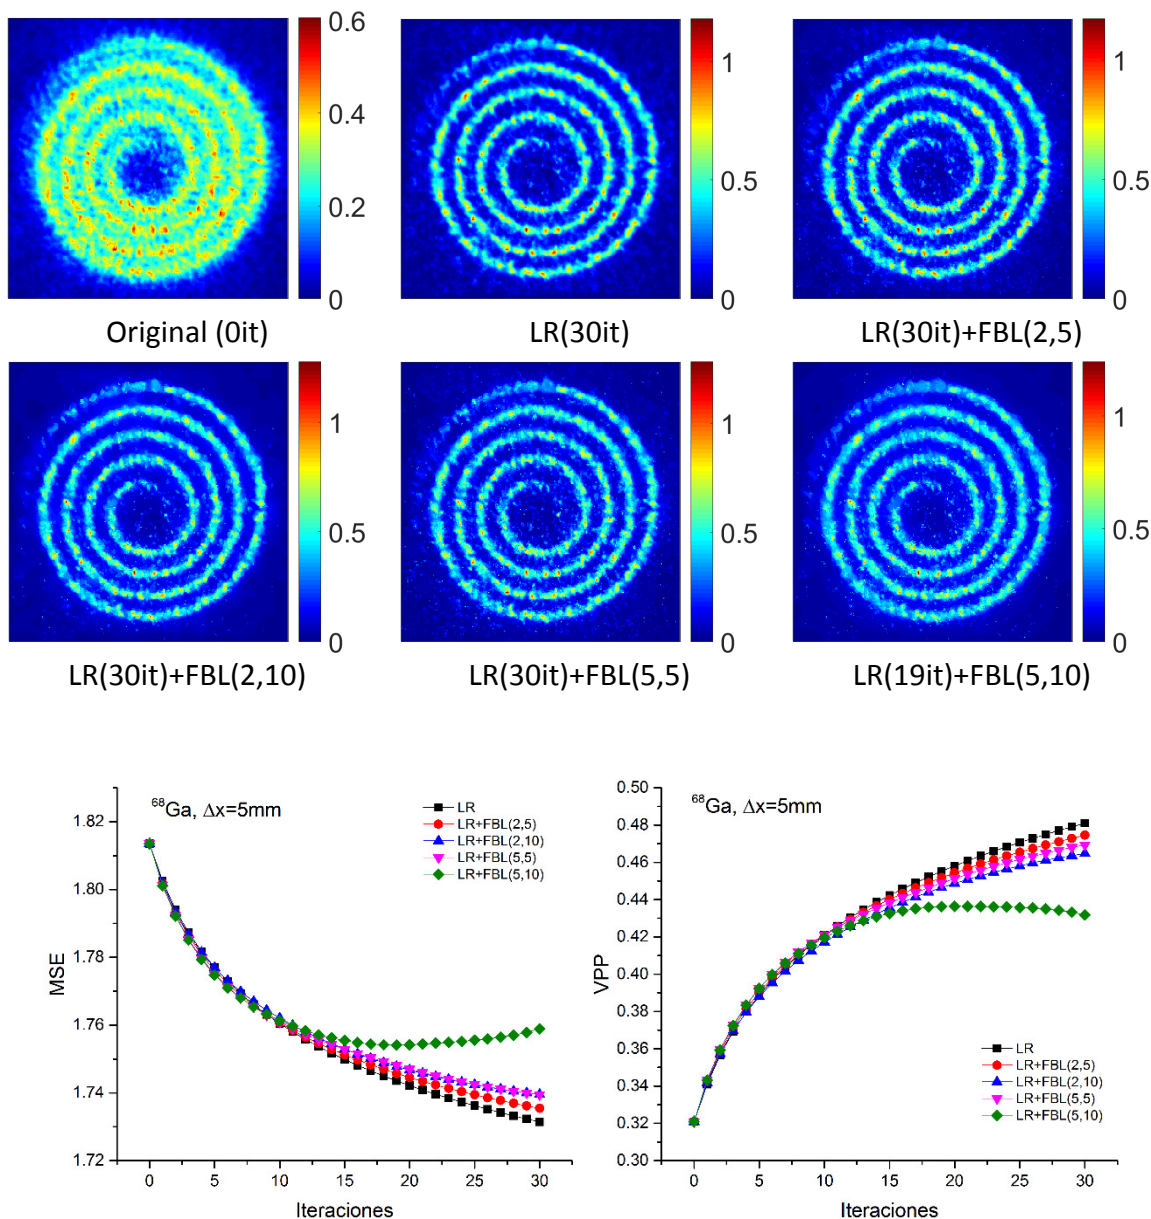 0.6
0.4
0.2
0
1
0.5
0
1
0.5
0
Original (0it)
LR(30it)
LR(30it)+FBL(2,5)
1
0.5
0
1
0.5
0
1
0.5
0
LR(30it)+FBL(2,10)
LR(30it)+FBL(5,5)
LR(19it)+FBL(5,10)
⁶⁸Ga, Δx=5mm
LR
LR+FBL(2,5)
LR+FBL(2,10)
LR+FBL(5,5)
LR+FBL(5,10)
MSE
1.82
1.80
1.78
1.76
1.74
1.72
0 5 10 15 20 25 30
Iteraciones
⁶⁸Ga, Δx=5mm
VPP
0.50
0.48
0.46
0.44
0.42
0.40
0.38
0.36
0.34
0.32
0.30
LR
LR+FBL(2,5)
LR+FBL(2,10)
LR+FBL(5,5)
LR+FBL(5,10)
0 5 10 15 20 25 30
Iteraciones